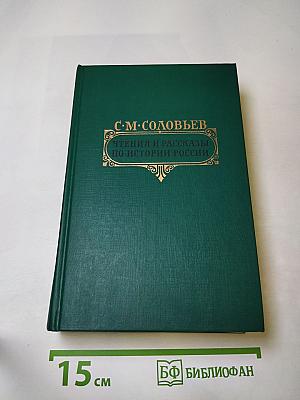 С·М·СОЛОВЬЕВ
ЧТЕНИЯ И РАССКАЗЫ
ПО ИСТОРИИ РОССИИ
15 см
БФ БИБЛИОФАН